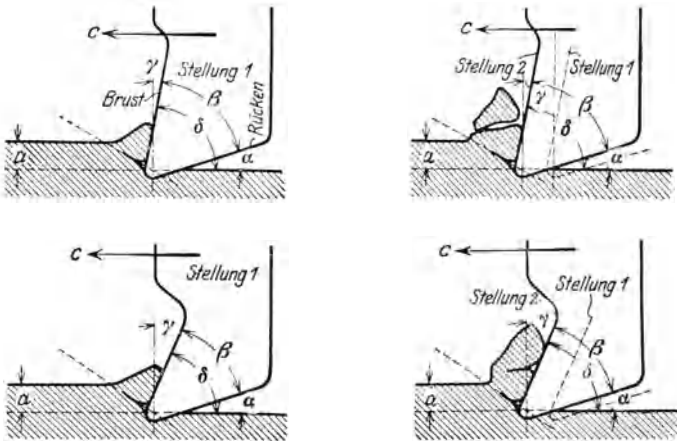 c
γ
Stellung 1
Brust
β
δ
Rücken
a
α
c
Stellung 2
Stellung 1
γ
β
δ
a
α
c
Stellung 1
γ
β
δ
a
α
c
Stellung 1
Stellung 2
γ
β
δ
a
α